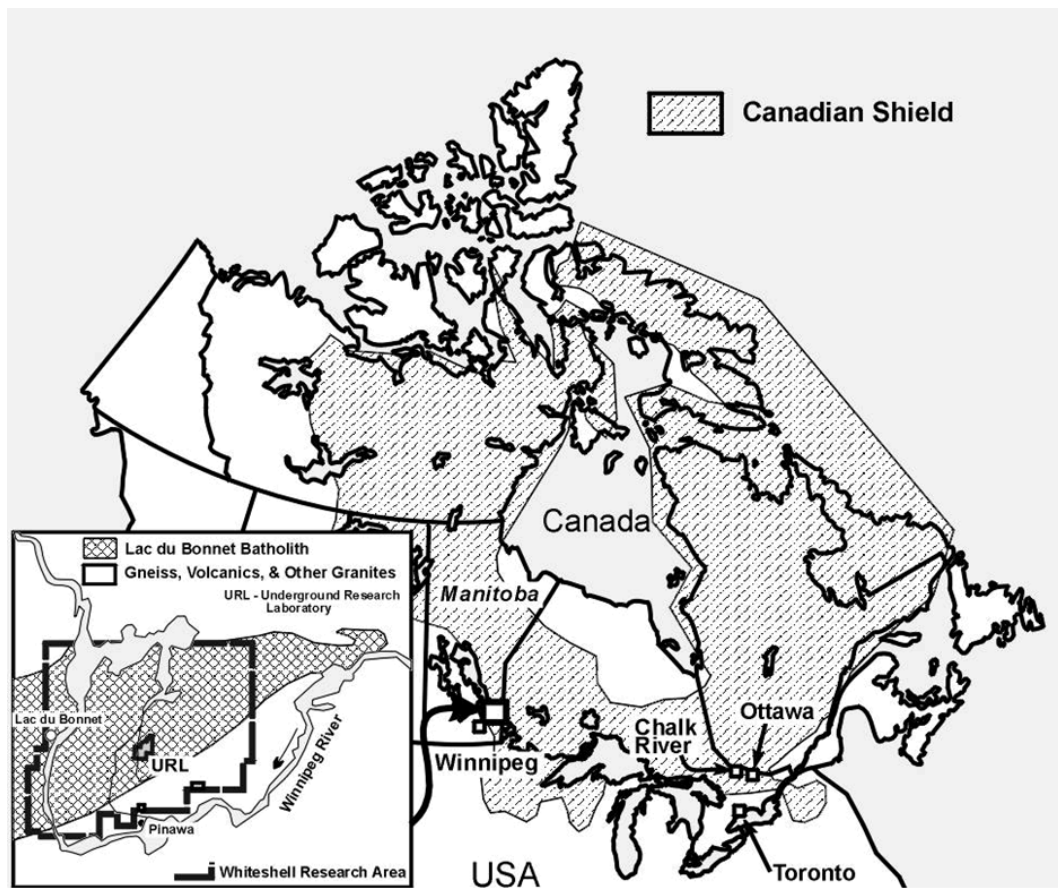 Canadian Shield
Canada
Manitoba
Winnipeg
Chalk
River
Ottawa
Toronto
USA
Lac du Bonnet Batholith
Gneiss, Volcanics, & Other Granites
URL - Underground Research
Laboratory
Lac du Bonnet
URL
Winnipeg River
Pinawa
Whiteshell Research Area